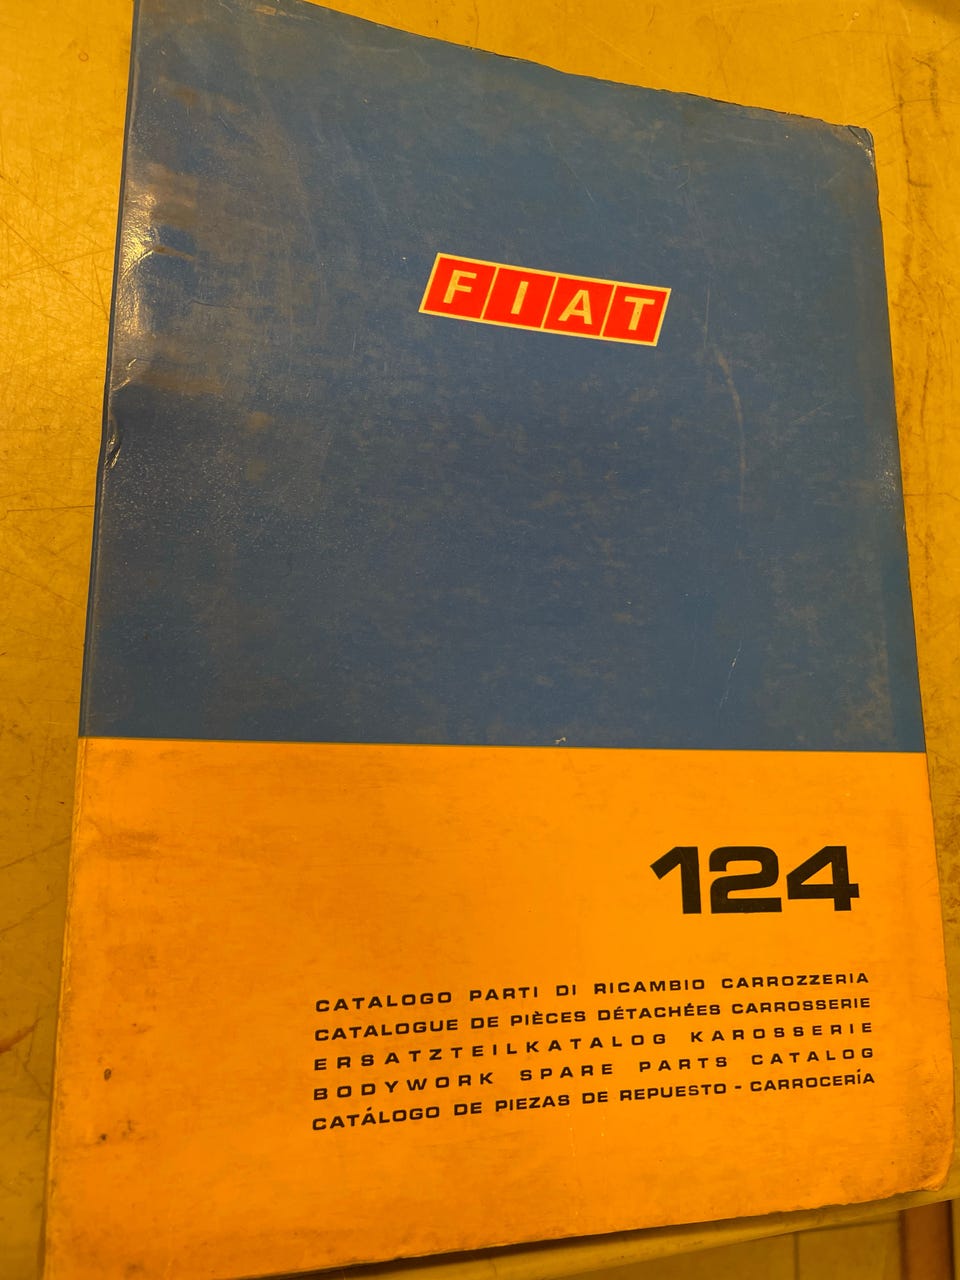 FIAT
124
CATALOGO PARTI DI RICAMBIO CARROZZERIA
CATALOGUE DE PIÈCES DÉTACHÉES CARROSSERIE
ERSATZTEILKATALOG KAROSSERIE
BODYWORK SPARE PARTS CATALOG
CATÁLOGO DE PIEZAS DE REPUESTO - CARROCERÍA